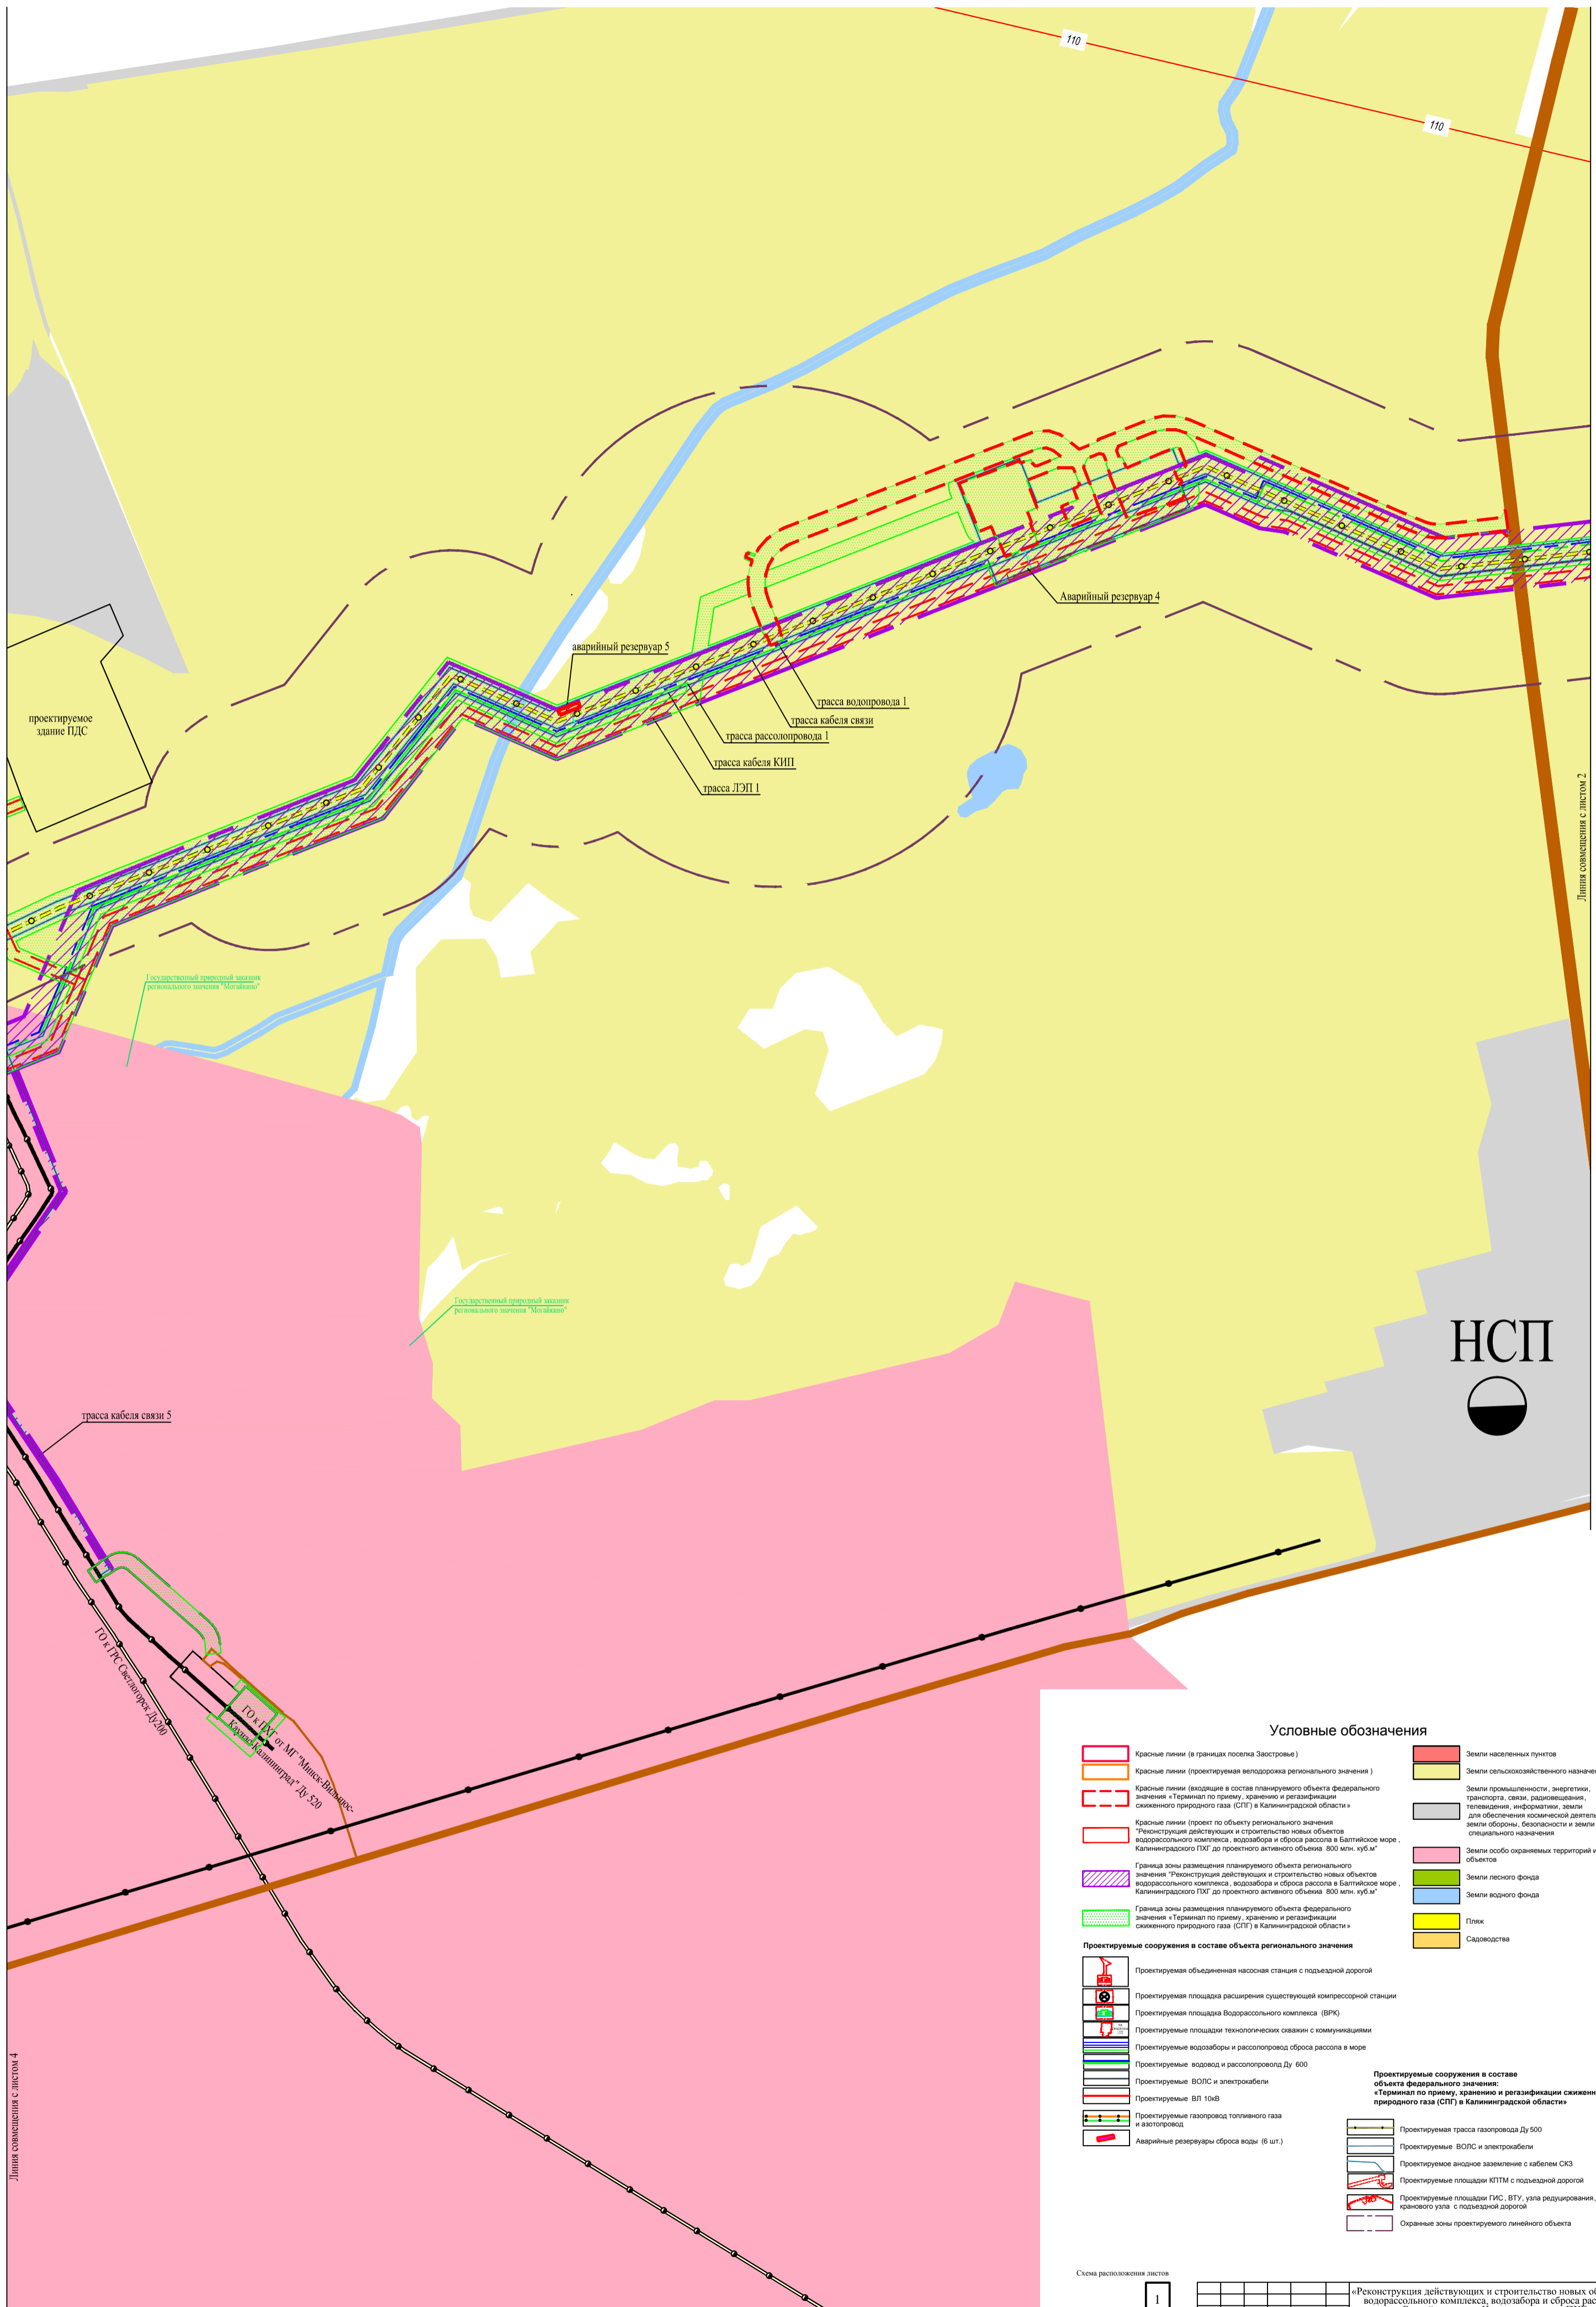 110
110
аварийный резервуар 5
Аварийный резервуар 4
трасса водопровода 1
трасса кабеля связи
трасса рассолопровода 1
трасса кабеля КИП
трасса ЛЭП 1
проектируемое
здание ПДС
Линия совмещения с листом 2
Государственный природный заказник
регионального значения "Могайкино"
Государственный природный заказник
регионального значения "Могайкино"
НСП
трасса кабеля связи 5
ГО к ГРС Светлогорск Ду200
ГО к ПХГ от МГ "Минск-Вильнюс-
Каунас-Калининград" Ду 520
Линия совмещения с листом 4
Условные обозначения
Красные линии (в границах поселка Заостровье)
Красные линии (проектируемая велодорожка регионального значения )
Красные линии (входящие в состав планируемого объекта федерального
значения «Терминал по приему, хранению и регазификации
сжиженного природного газа (СПГ) в Калининградской области»
Красные линии (проект по объекту регионального значения
"Реконструкция действующих и строительство новых объектов
водорассольного комплекса, водозабора и сброса рассола в Балтийское море,
Калининградского ПХГ до проектного активного объекиа 800 млн. куб.м"
Граница зоны размещения планируемого объекта регионального
значения "Реконструкция действующих и строительство новых объектов
водорассольного комплекса, водозабора и сброса рассола в Балтийское море,
Калининградского ПХГ до проектного активного объекиа 800 млн. куб.м"
Граница зоны размещения планируемого объекта федерального
значения «Терминал по приему, хранению и регазификации
сжиженного природного газа (СПГ) в Калининградской области»
Земли населенных пунктов
Земли сельскохозяйственного назначе
Земли промышленности, энергетики,
транспорта, связи, радиовещения,
телевидения, информатики, земли
для обеспечения космической деятель
земли обороны, безопасности и земли
специального назначения
Земли особо охраняемых территорий и
объектов
Земли лесного фонда
Земли водного фонда
Пляж
Садоводства
Проектируемые сооружения в составе объекта регионального значения
Проектируемая объединенная насосная станция с подъездной дорогой
Проектируемая площадка расширения существующей компрессорной станции
Проектируемая площадка Водорассольного комплекса (ВРК)
Проектируемые площадки технологических скважин с коммуникациями
Проектируемые водозаборы и рассолопровод сброса рассола в море
Проектируемые водовод и рассолопроволд Ду 600
Проектируемые ВОЛС и электрокабели
Проектируемые ВЛ 10кВ
Проектируемые газопровод топливного газа
и азотопровод
Аварийные резервуары сброса воды (6 шт.)
Проектируемые сооружения в составе
объекта федерального значения:
«Терминал по приему, хранению и регазификации сжиженн
природного газа (СПГ) в Калининградской области»
Проектируемая трасса газопровода Ду 500
Проектируемые ВОЛС и электрокабели
Проектируемое анодное заземление с кабелем СКЗ
Проектируемые площадки КПТМ с подъездной дорогой
Проектируемые площадки ГИС, ВТУ, узла редуцирования,
кранового узла с подъездной дорогой
Охранные зоны проектируемого линейного объекта
Схема расположения листов
1
«Реконструкция действующих и строительство новых об
водорассольного комплекса, водозабора и сброса рас